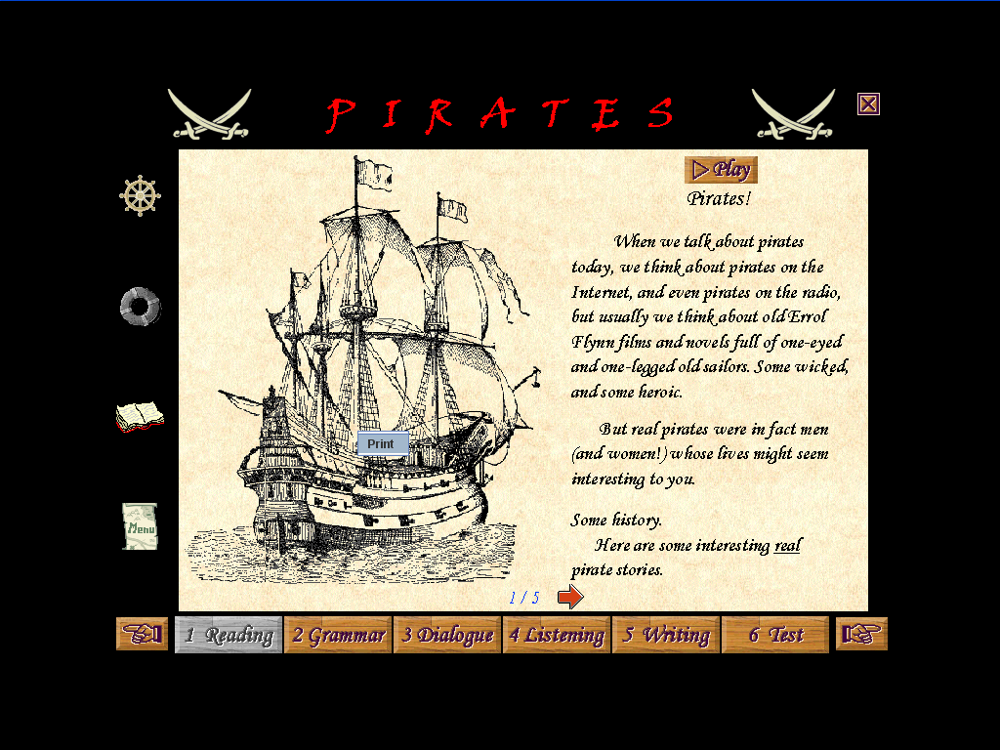 PIRATES
Play
Pirates!
When we talk about pirates
today, we think about pirates on the
Internet, and even pirates on the radio,
but usually we think about old Errol
Flynn films and novels full of one-eyed
and one-legged old sailors. Some wicked,
and some heroic.
But real pirates were in fact men
(and women!) whose lives might seem
interesting to you.
Some history.
Here are some interesting real
pirate stories.
Print
Menu
1 / 5
1 Reading
2 Grammar
3 Dialogue
4 Listening
5 Writing
6 Test